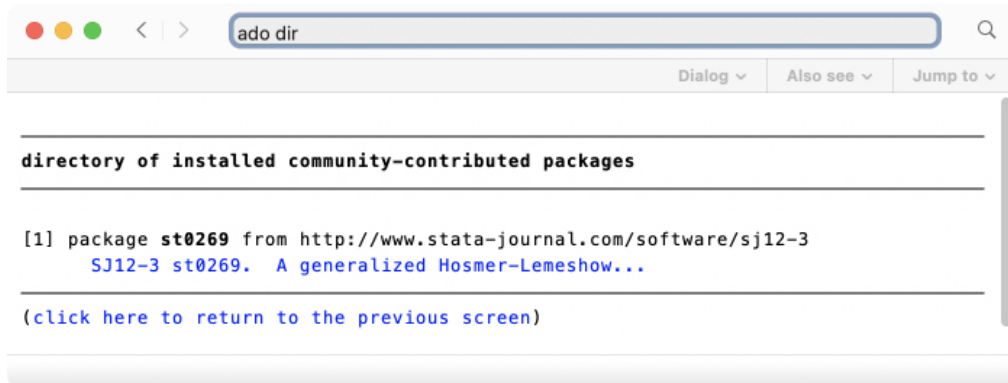 ado dir
Dialog Also see Jump to
directory of installed community-contributed packages
[1] package st0269 from http://www.stata-journal.com/software/sj12-3
SJ12-3 st0269. A generalized Hosmer-Lemeshow...
(click here to return to the previous screen)